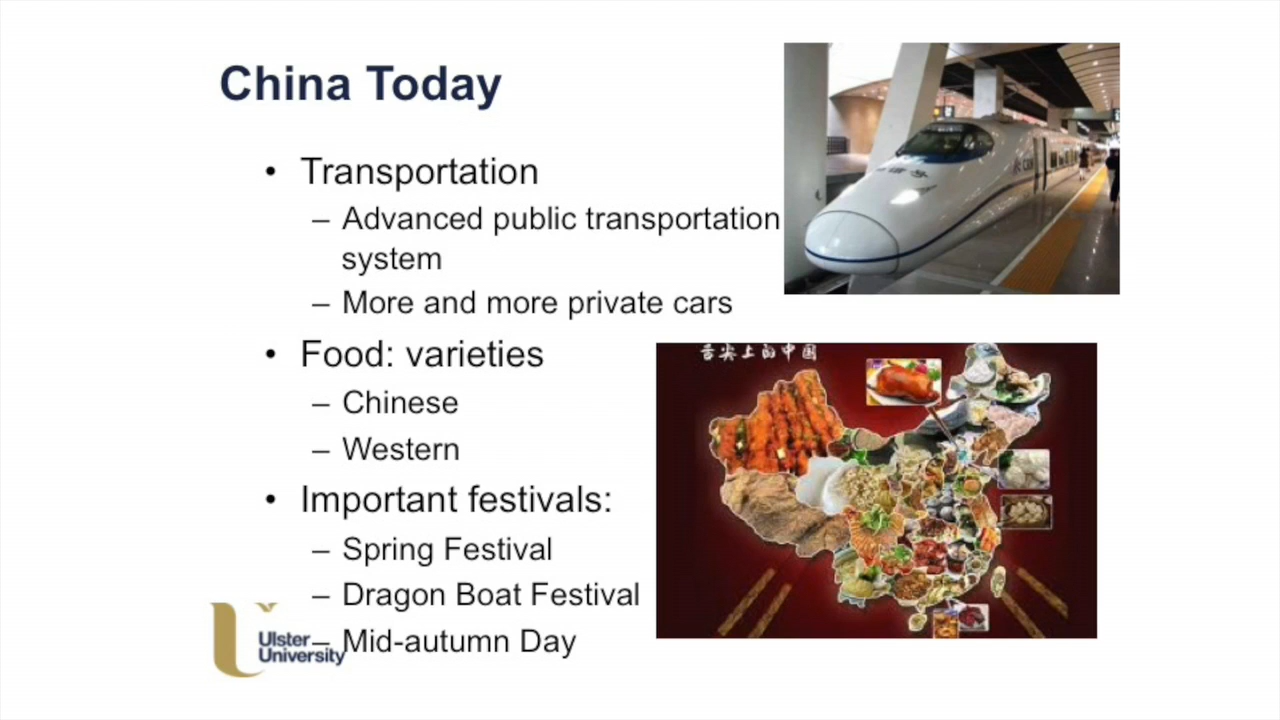 China Today
• Transportation
– Advanced public transportation
system
– More and more private cars
• Food: varieties
– Chinese
– Western
• Important festivals:
– Spring Festival
– Dragon Boat Festival
– Mid-autumn Day
Ulster
University
舌尖上的中国